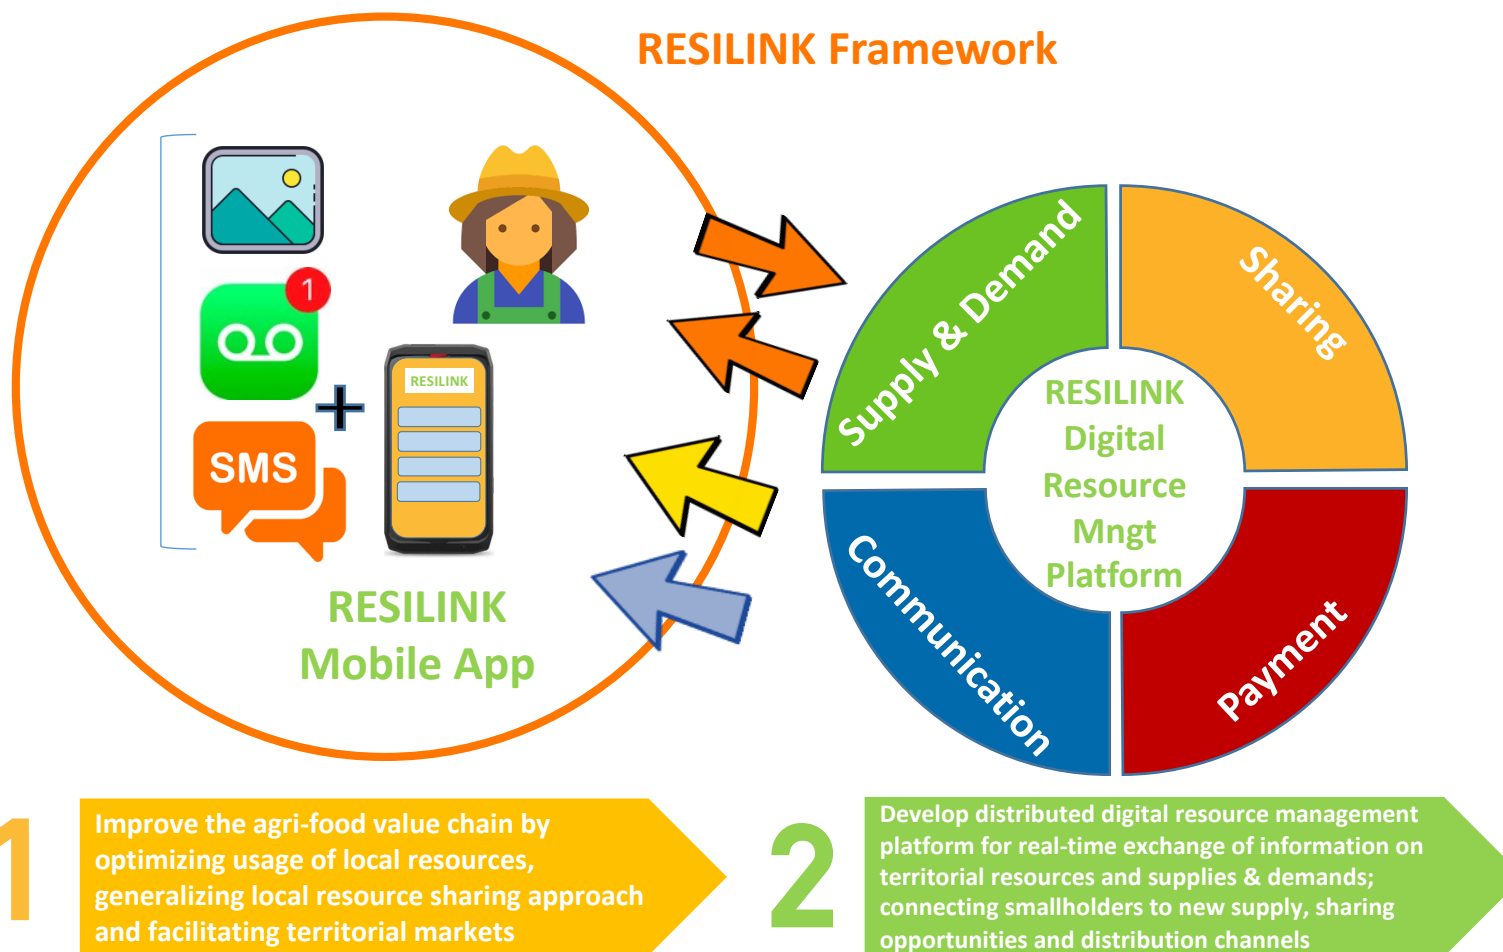 RESILINK Framework
1
SMS
RESILINK
RESILINK
Mobile App
Supply & Demand
Sharing
RESILINK
Digital
Resource
Mngt
Platform
Communication
Payment
1
Improve the agri-food value chain by
optimizing usage of local resources,
generalizing local resource sharing approach
and facilitating territorial markets
2
Develop distributed digital resource management
platform for real-time exchange of information on
territorial resources and supplies & demands;
connecting smallholders to new supply, sharing
opportunities and distribution channels